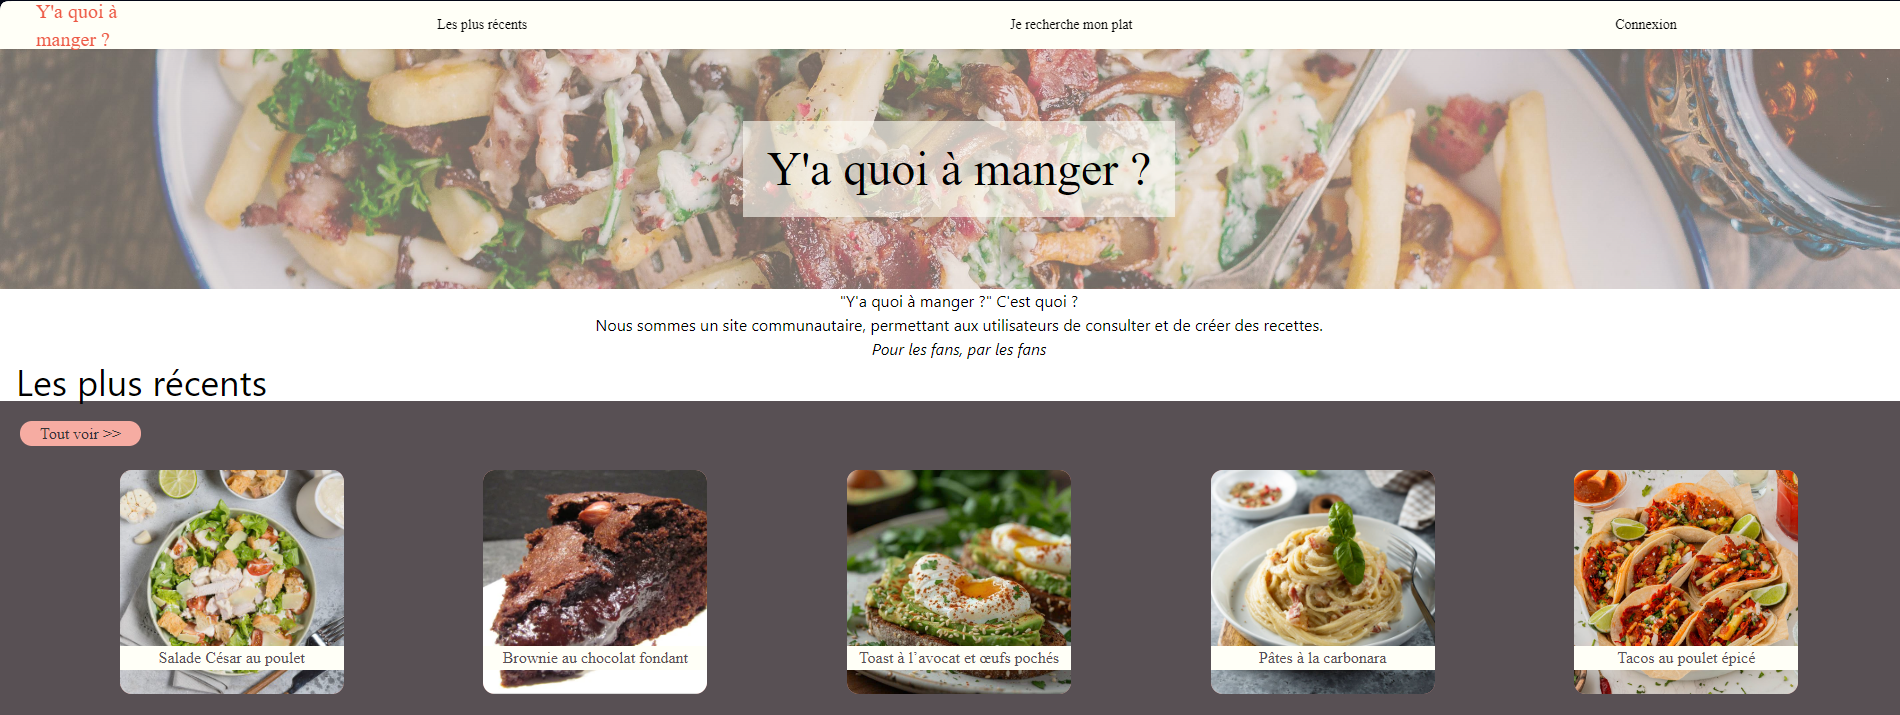 Y'a quoi à
manger ?
Les plus récents
Je recherche mon plat
Connexion
Y'a quoi à manger ?
"Y'a quoi à manger ?" C'est quoi ?
Nous sommes un site communautaire, permettant aux utilisateurs de consulter et de créer des recettes.
Pour les fans, par les fans
Les plus récents
Tout voir >>
Salade César au poulet
Brownie au chocolat fondant
Toast à l’avocat et œufs pochés
Pâtes à la carbonara
Tacos au poulet épicé